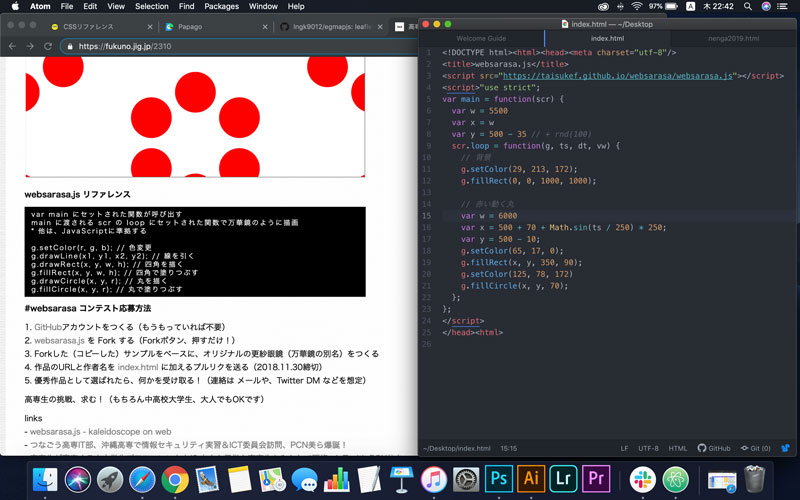 Atom File Edit View Selection Find Packages Window Help
97% A 木 22:42
CSSリファレンス
Papago
lngk9012/egmapjs: leafle
https://fukuno.jig.jp/2310
websarasa.js リファレンス
var main にセットされた関数が呼び出す
main に渡される scr の loop にセットされた関数で万華鏡のように描画
* 他は、JavaScriptに準拠する
g.setColor(r, g, b); // 色変更
g.drawLine(x1, y1, x2, y2); // 線を引く
g.drawRect(x, y, w, h); // 四角を描く
g.fillRect(x, y, w, h); // 四角で塗りつぶす
g.drawCircle(x, y, r); // 丸を描く
g.fillCircle(x, y, r); // 丸で塗りつぶす
#websarasa コンテスト応募方法
1. GitHubアカウントをつくる（もうもっていれば不要）
2. websarasa.js を Fork する（Forkボタン、押すだけ！）
3. Forkした（コピーした）サンプルをベースに、オリジナルの更紗眼鏡（万華鏡の別名）をつくる
4. 作品のURLと作者名を index.html に加えるプルリクを送る（2018.11.30締切）
5. 優秀作品として選ばれたら、何かを受け取る！（連絡は メールや、Twitter DM などを想定）
高専生の挑戦、求む！（もちろん中高校大学生、大人でもOKです）
links
- websarasa.js - kaleidoscope on web
- つなごう高専IT部、沖縄高専で情報セキュリティ実習＆ICT委員会訪問、PCN美ら爆誕！
index.html — ~/Desktop
Welcome Guide
index.html
nenga2019.html
1 <!DOCTYPE html><html><head><meta charset="utf-8"/>
2 <title>websarasa.js</title>
3 <script src="https://taisukef.github.io/websarasa/websarasa.js"></script>
4 <script>"use strict";
5 var main = function(scr) {
6 var w = 5500
7 var x = w
8 var y = 500 - 35 // + rnd(100)
9 scr.loop = function(g, ts, dt, vw) {
10 // 背景
11 g.setColor(29, 213, 172);
12 g.fillRect(0, 0, 1000, 1000);
13
14 // 赤い動く丸
15 var w = 6000
16 var x = 500 + 70 + Math.sin(ts / 250) * 250;
17 var y = 500 - 10;
18 g.setColor(65, 17, 0);
19 g.fillRect(x, y, 350, 90);
20 g.setColor(125, 78, 172)
21 g.fillCircle(x, y, 70);
22 };
23 };
24 </script>
25 </head><html>
26
~/Desktop/index.html 15:15
LF UTF-8 HTML GitHub Git (0)
Ps Ai Lr Pr